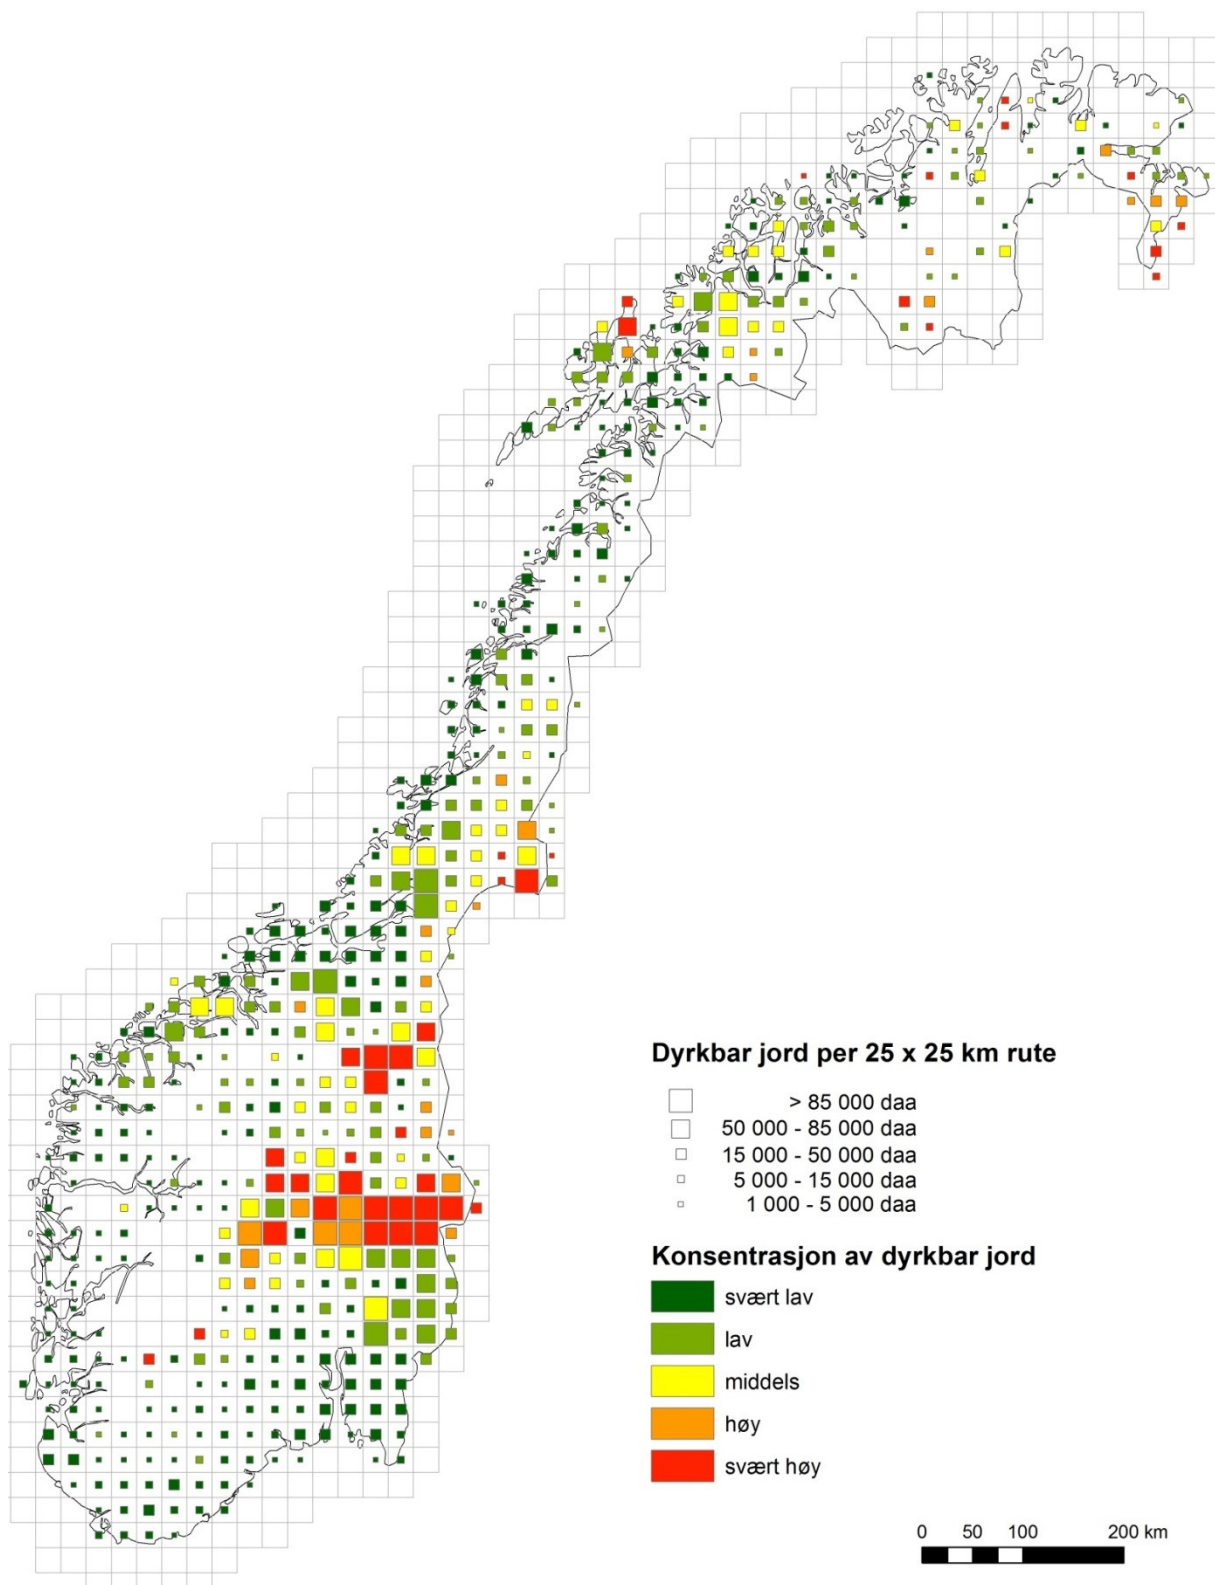 Dyrkbar jord per 25 x 25 km rute
> 85 000 daa
50 000 - 85 000 daa
15 000 - 50 000 daa
5 000 - 15 000 daa
1 000 - 5 000 daa
Konsentrasjon av dyrkbar jord
svært lav
lav
middels
høy
svært høy
0 50 100 200 km